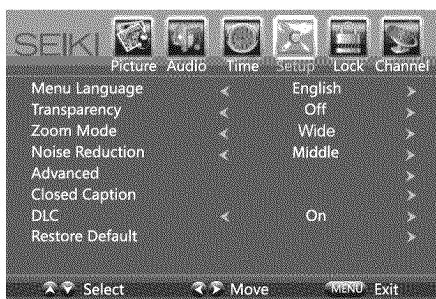 SEIKI
Picture Audio Time Setup Lock Channel
Menu Language English
Transparency Off
Zoom Mode Wide
Noise Reduction Middle
Advanced
Closed Caption
DLC On
Restore Default
Select Move MENU Exit